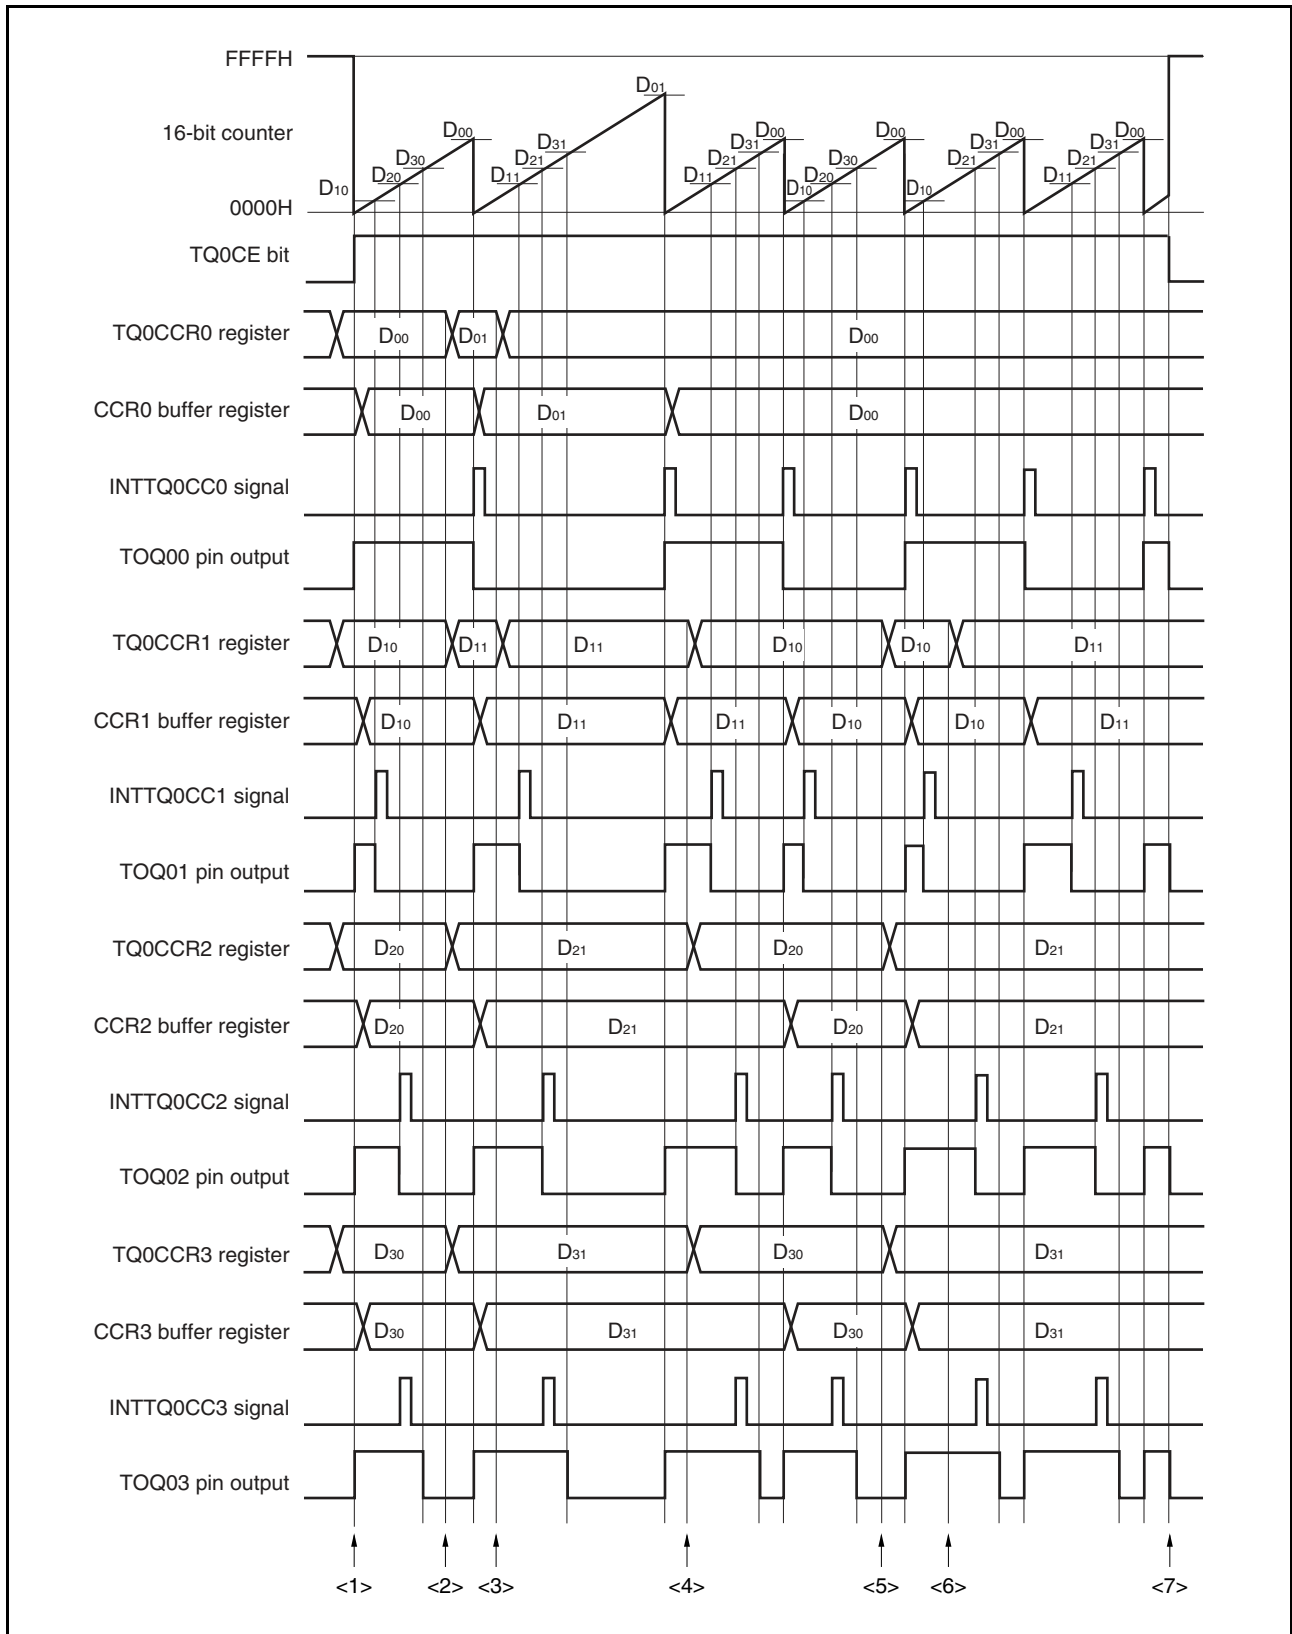 FFFFH
D01
16-bit counter
D00 D00 D00 D00 D00
D30 D31 D31 D30 D31 D31
D20 D21 D21 D20 D21 D21
D10 D11 D11 D10 D10 D11
0000H
TQ0CE bit
TQ0CCR0 register D00 D01 D00
CCR0 buffer register D00 D01 D00
INTTQ0CC0 signal
TOQ00 pin output
TQ0CCR1 register D10 D11 D11 D10 D10 D11
CCR1 buffer register D10 D11 D11 D10 D10 D11
INTTQ0CC1 signal
TOQ01 pin output
TQ0CCR2 register D20 D21 D20 D21
CCR2 buffer register D20 D21 D20 D21
INTTQ0CC2 signal
TOQ02 pin output
TQ0CCR3 register D30 D31 D30 D31
CCR3 buffer register D30 D31 D30 D31
INTTQ0CC3 signal
TOQ03 pin output
<1> <2> <3> <4> <5> <6> <7>